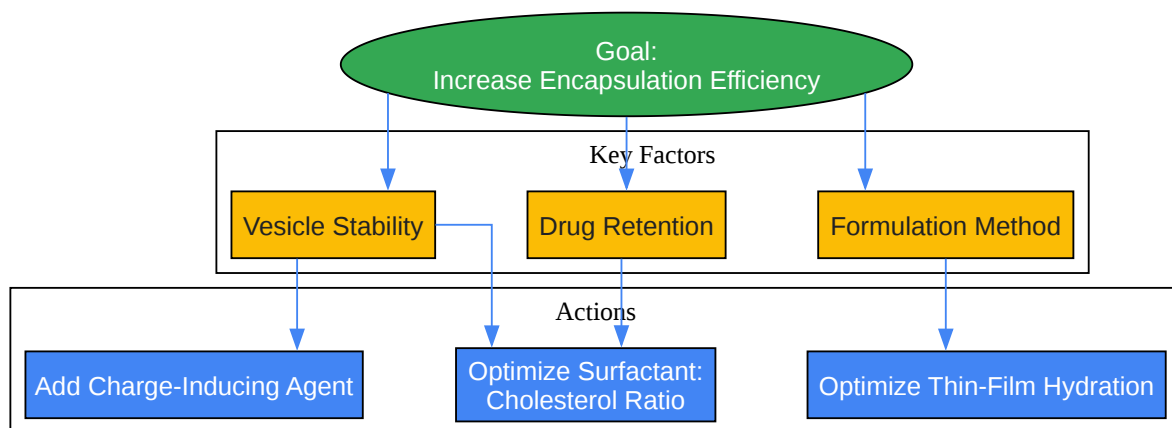 Goal:
Increase Encapsulation Efficiency
Key Factors
Vesicle Stability
Drug Retention
Formulation Method
Actions
Add Charge-Inducing Agent
Optimize Surfactant:
Cholesterol Ratio
Optimize Thin-Film Hydration